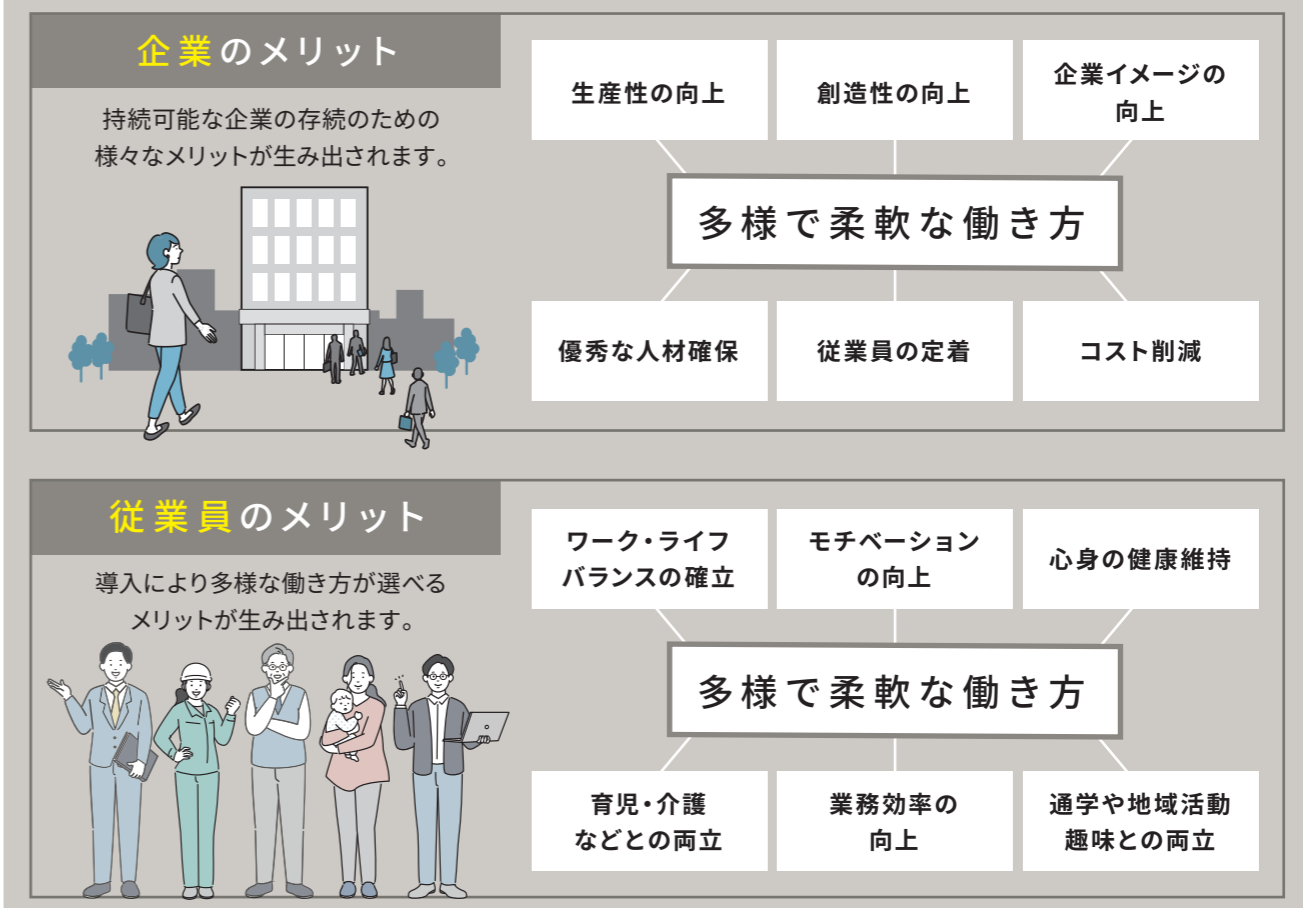 企業のメリット
持続可能な企業の存続のための
様々なメリットが生み出されます。
生産性の向上
創造性の向上
企業イメージの
向上
多様で柔軟な働き方
優秀な人材確保
従業員の定着
コスト削減
従業員のメリット
導入により多様な働き方が選べる
メリットが生み出されます。
ワーク・ライフ
バランスの確立
モチベーション
の向上
心身の健康維持
多様で柔軟な働き方
育児・介護
などとの両立
業務効率の
向上
通学や地域活動
趣味との両立